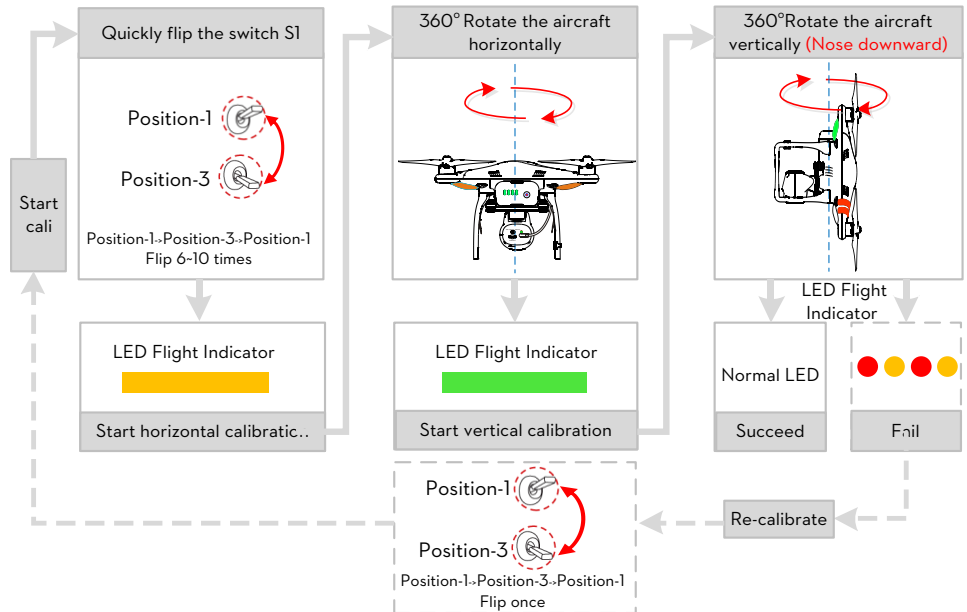 Quickly flip the switch S1
Position-1
Position-3
Position-1->Position-3->Position-1
Flip 6~10 times
Start
cali
360° Rotate the aircraft
horizontally
360°Rotate the aircraft
vertically (Nose downward)
LED Flight Indicator
Start horizontal calibratic..
LED Flight Indicator
Start vertical calibration
LED Flight
Indicator
Normal LED
Succeed
Fail
Position-1
Position-3
Position-1->Position-3->Position-1
Flip once
Re-calibrate